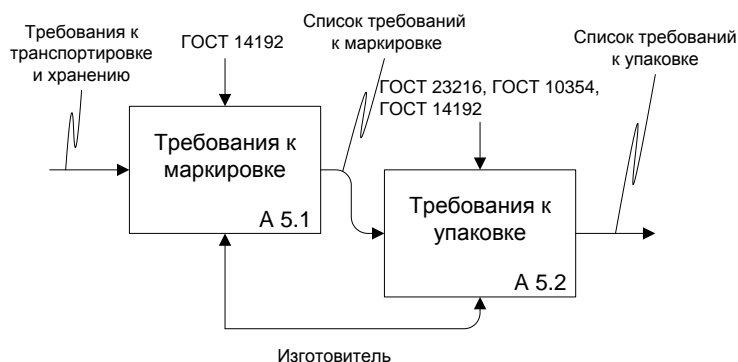 Требования к
транспортировке
и хранению
ГОСТ 14192
Список требований
к маркировке
Список требований
к упаковке
ГОСТ 23216, ГОСТ 10354,
ГОСТ 14192
Требования к
маркировке
А 5.1
Требования к
упаковке
А 5.2
Изготовитель